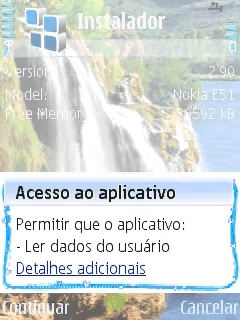 Instalador
Version 2.90
Model: Nokia E51
Free Memory
Acesso ao aplicativo
Permitir que o aplicativo:
- Ler dados do usuário
Detalhes adicionais
Continuar Cancelar